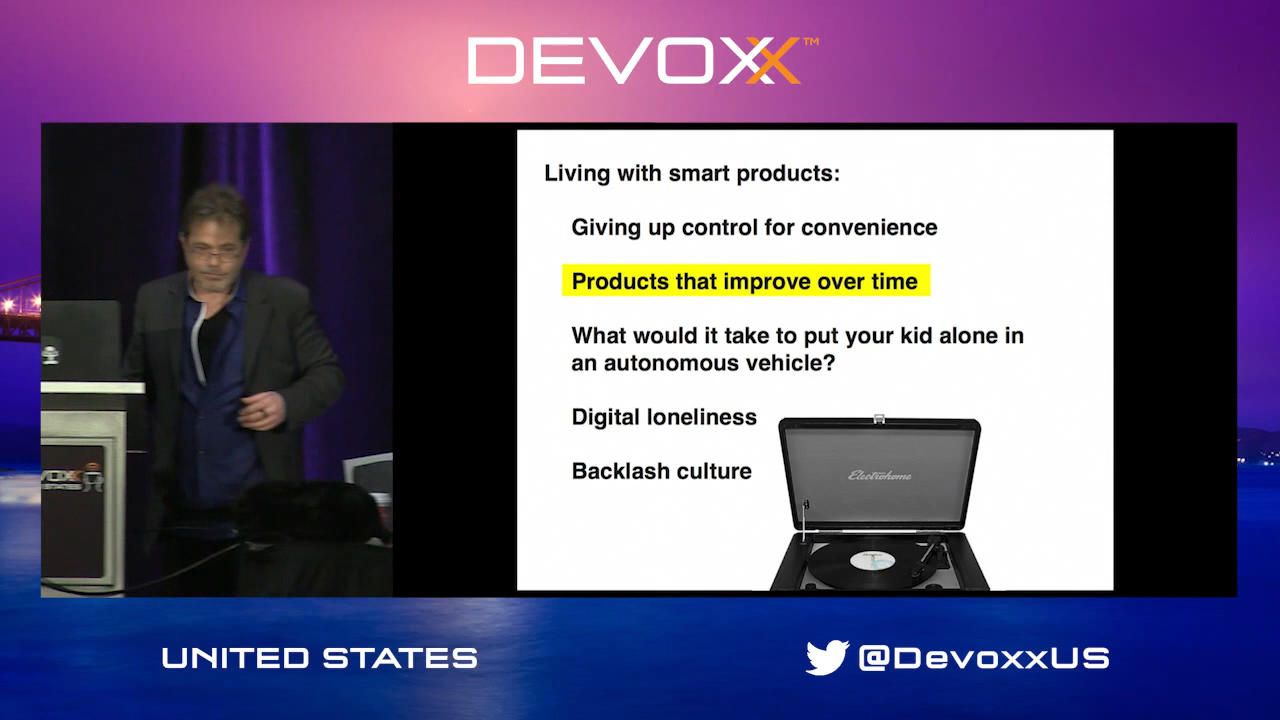 DEVOXX™
Living with smart products:
Giving up control for convenience
Products that improve over time
What would it take to put your kid alone in
an autonomous vehicle?
Digital loneliness
Backlash culture
Electrohome
VOXX
UNITED STATES
@DevoxxUS